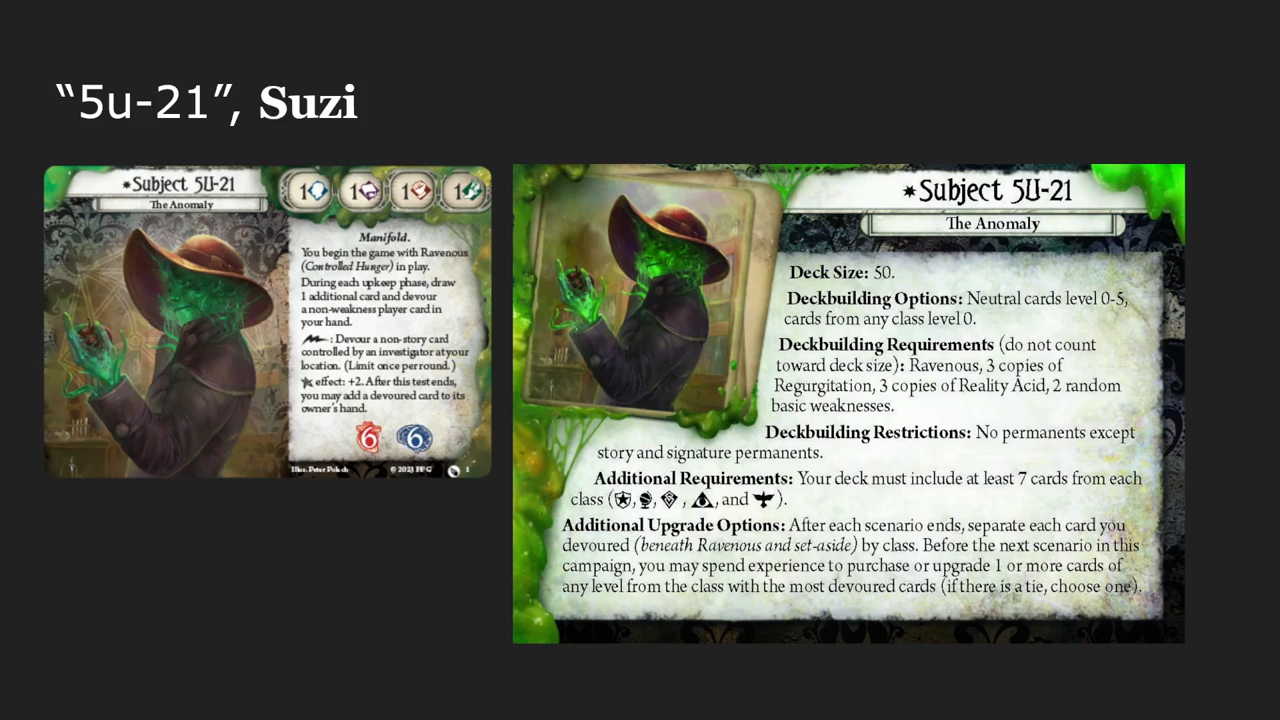 “5u-21”, Suzi
✶Subject 5U-21
The Anomaly
1 1 1 1
Manifold.
You begin the game with Ravenous
(Controlled Hunger) in play.
During each upkeep phase, draw
1 additional card and devour
a non-weakness player card in
your hand.
: Devour a non-story card
controlled by an investigator at your
location. (Limit once per round.)
effect: +2. After this test ends,
you may add a devoured card to its
owner's hand.
6 6
Illus. Peter Polach © 2023 FFG 1
✶Subject 5U-21
The Anomaly
Deck Size: 50.
Deckbuilding Options: Neutral cards level 0-5,
cards from any class level 0.
Deckbuilding Requirements (do not count
toward deck size): Ravenous, 3 copies of
Regurgitation, 3 copies of Reality Acid, 2 random
basic weaknesses.
Deckbuilding Restrictions: No permanents except
story and signature permanents.
Additional Requirements: Your deck must include at least 7 cards from each
class ( , , , , and ).
Additional Upgrade Options: After each scenario ends, separate each card you
devoured (beneath Ravenous and set-aside) by class. Before the next scenario in this
campaign, you may spend experience to purchase or upgrade 1 or more cards of
any level from the class with the most devoured cards (if there is a tie, choose one).